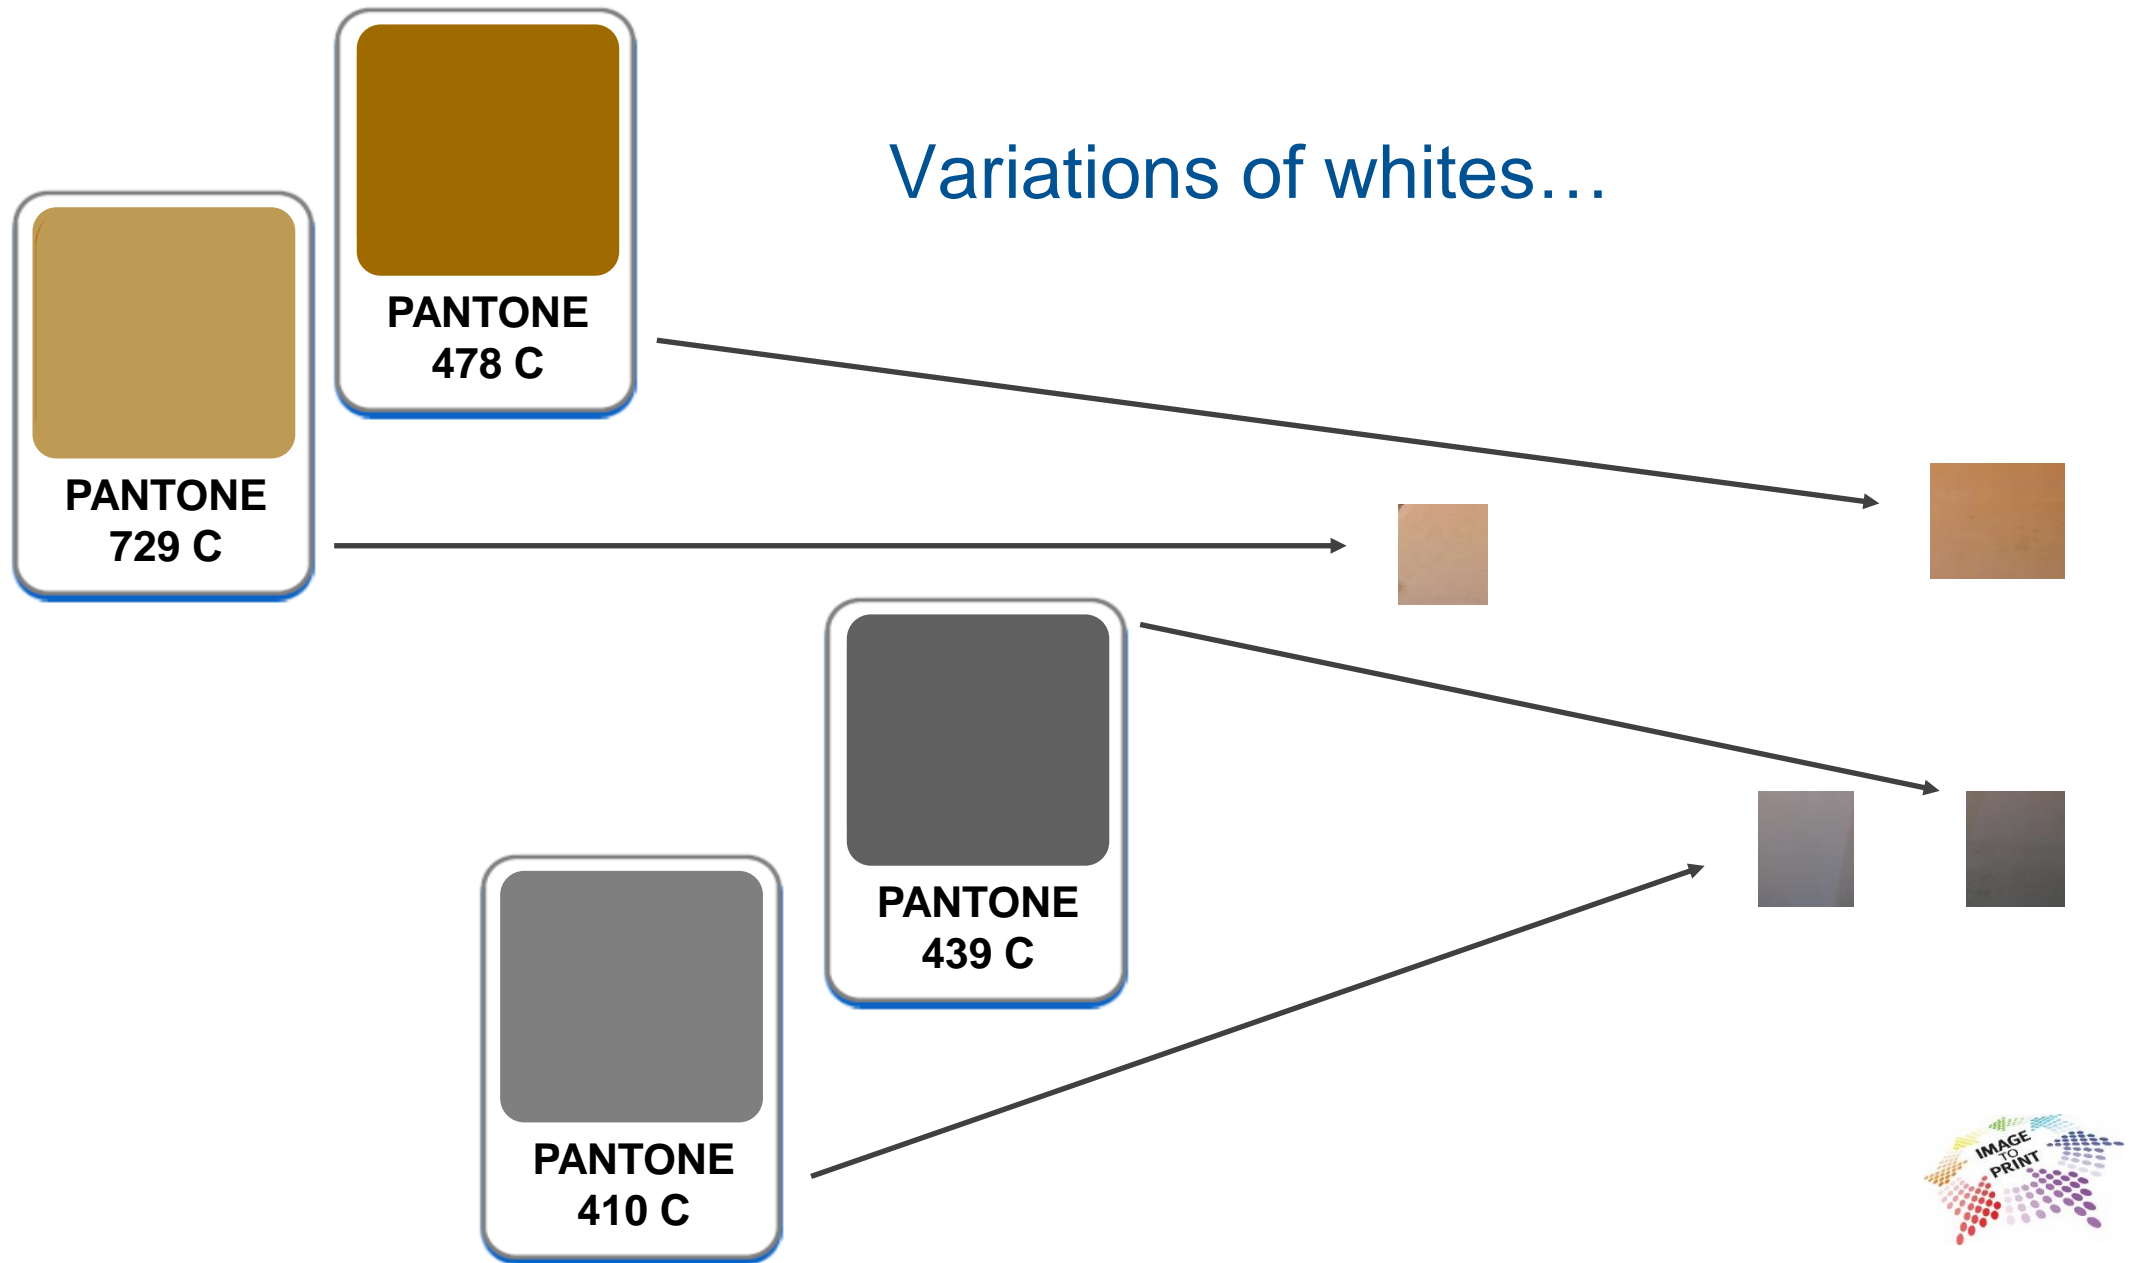 Variations of whites…
PANTONE
478 C
PANTONE
729 C
PANTONE
439 C
PANTONE
410 C
IMAGE
TO
PRINT